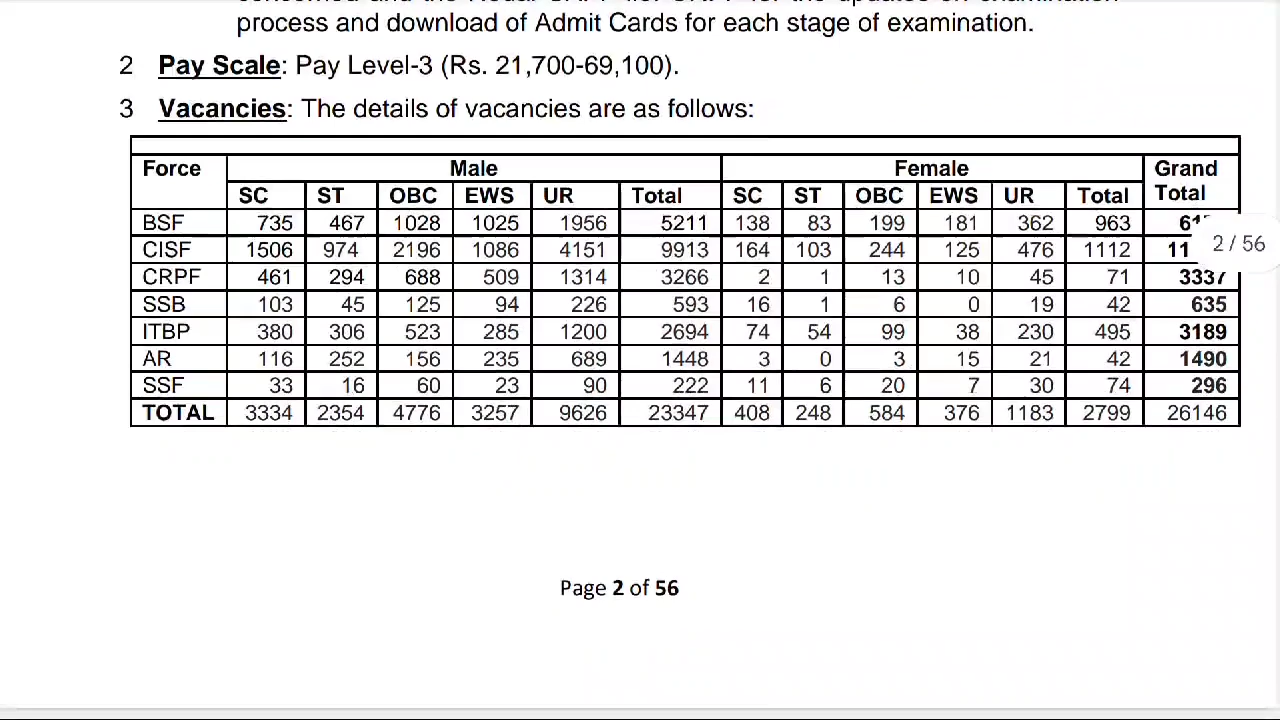 process and download of Admit Cards for each stage of examination.
2 Pay Scale: Pay Level-3 (Rs. 21,700-69,100).
3 Vacancies: The details of vacancies are as follows:
Force Male Female Grand Total
SC ST OBC EWS UR Total SC ST OBC EWS UR Total
BSF 735 467 1028 1025 1956 5211 138 83 199 181 362 963
CISF 1506 974 2196 1086 4151 9913 164 103 244 125 476 1112
2 / 56
CRPF 461 294 688 509 1314 3266 2 1 13 10 45 71 3337
SSB 103 45 125 94 226 593 16 1 6 0 19 42 635
ITBP 380 306 523 285 1200 2694 74 54 99 38 230 495 3189
AR 116 252 156 235 689 1448 3 0 3 15 21 42 1490
SSF 33 16 60 23 90 222 11 6 20 7 30 74 296
TOTAL 3334 2354 4776 3257 9626 23347 408 248 584 376 1183 2799 26146
Page 2 of 56